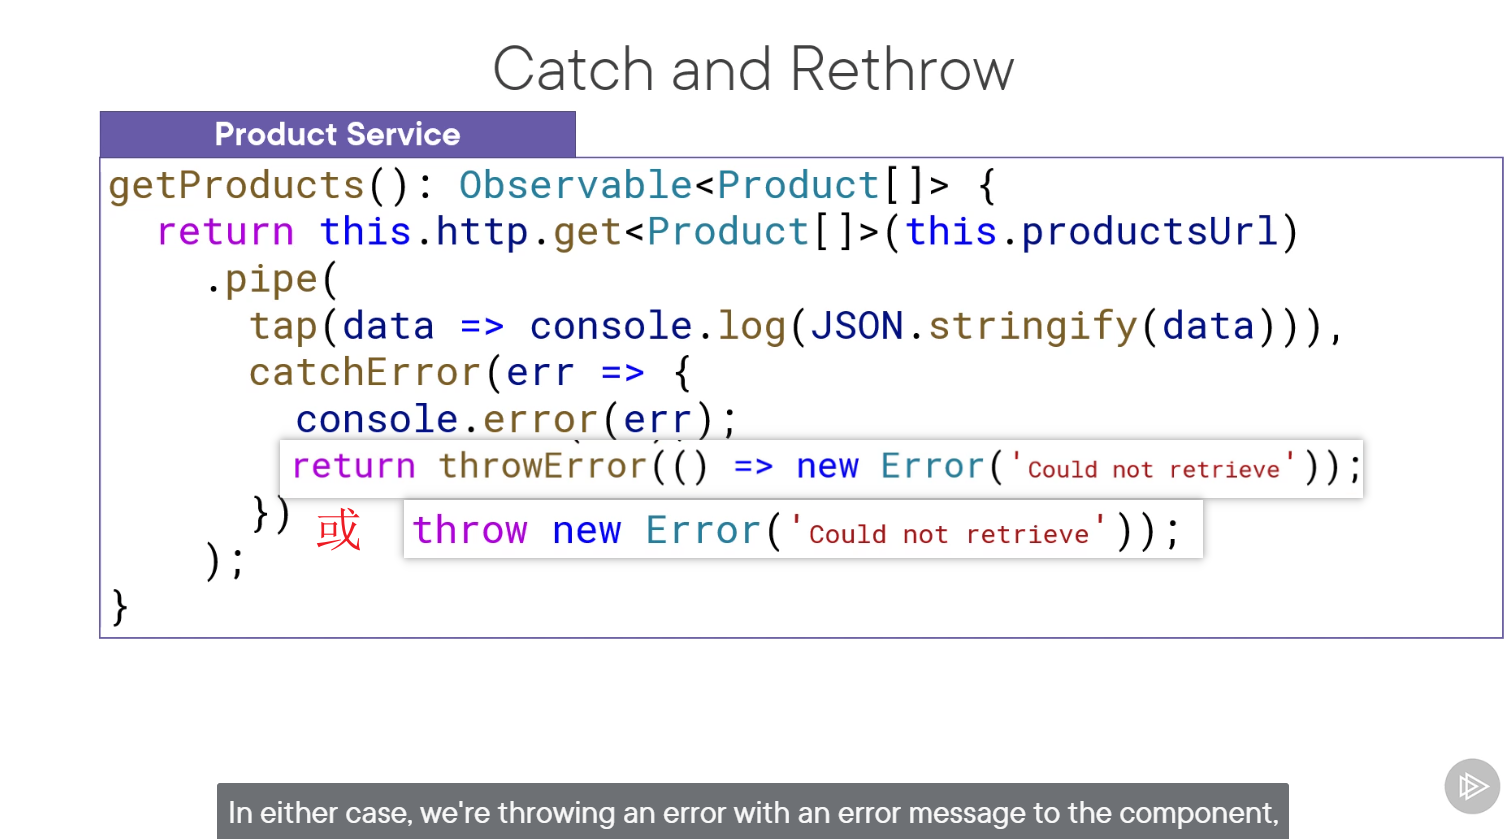 Catch and Rethrow
Product Service
getProducts(): Observable<Product[]> {
return this.http.get<Product[]>(this.productsUrl)
.pipe(
tap(data => console.log(JSON.stringify(data))),
catchError(err => {
console.error(err);
return throwError(() => new Error('Could not retrieve'));
}) 或 throw new Error('Could not retrieve'));
);
}
In either case, we're throwing an error with an error message to the component,